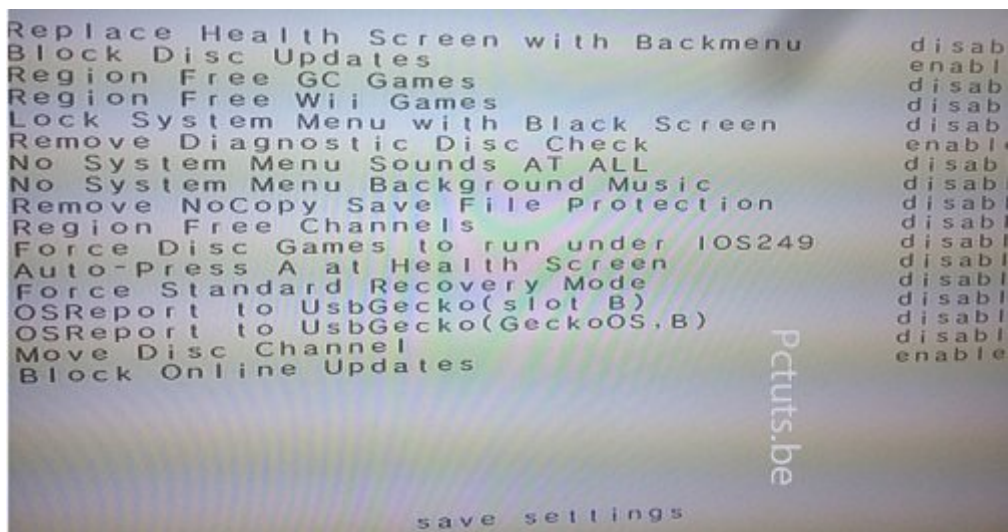 Replace Health Screen with Backmenu disab
Block Disc Updates enabl
Region Free GC Games disab
Region Free Wii Games disab
Lock System Menu with Black Screen disab
Remove Diagnostic Disc Check enable
No System Menu Sounds AT ALL disab
No System Menu Background Music disabl
Remove NoCopy Save File Protection disabl
Region Free Channels disabl
Force Disc Games to run under IOS249 disabl
Auto-Press A at Health Screen disabl
Force Standard Recovery Mode disabl
OSReport to UsbGecko(slot B) disabl
OSReport to UsbGecko(GeckoOS,B) disabl
Move Disc Channel disabl
Block Online Updates enable
Pctuts.be
save settings